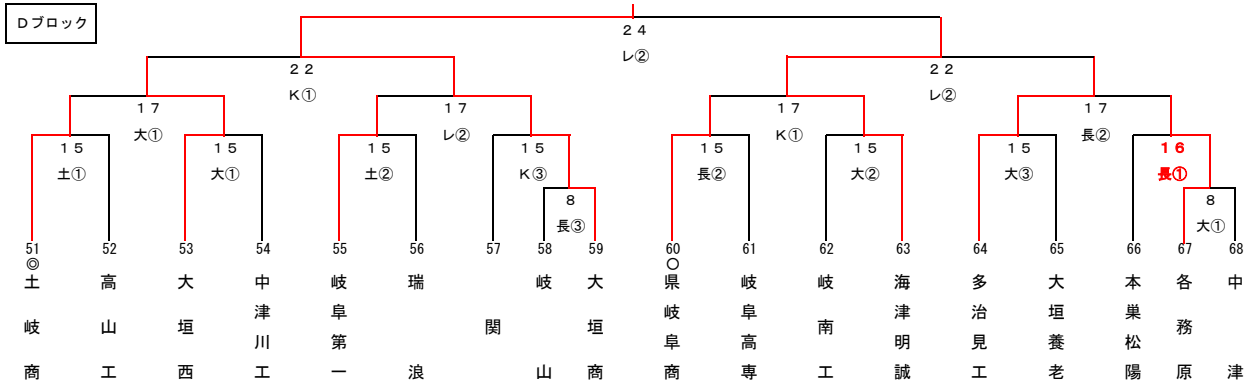 Ｄブロック
２４
レ②
２２
２２
Ｋ①
レ②
１７
１７
１７
１７
大①
レ②
Ｋ①
長②
１５
１５
１５
１５
１５
１５
１５
１６
土①
大①
土②
Ｋ③
長②
大②
大③
長①
８
８
長③
大①
51 52 53 54 55 56 57 58 59 60 61 62 63 64 65 66 67 68
◎
○
土岐商
高山工
大垣西
中津川工
岐阜第一
瑞浪
関
岐山
大垣商
県岐阜商
岐阜高専
岐南工
海津明誠
多治見工
大垣養老
本巣松陽
各務原
中津